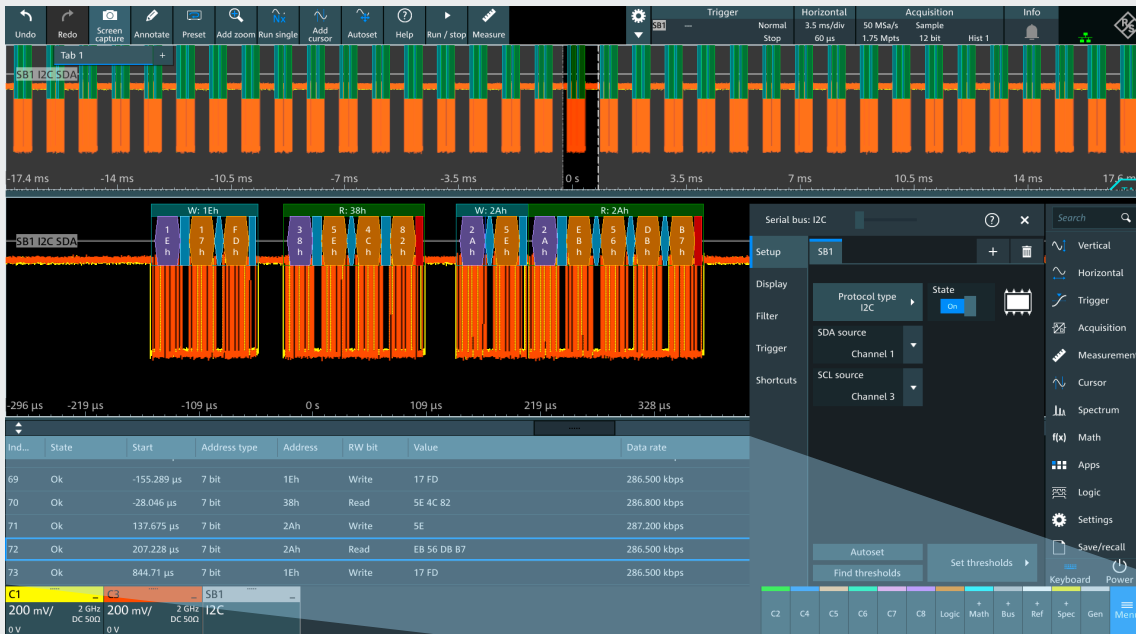 Undo Redo Screen capture Annotate Preset Add zoom Run single Add cursor Autoset Help Run / stop Measure
Nx
Trigger Horizontal Acquisition Info
SB1 — Normal 3.5 ms/div 50 MSa/s Sample
Stop 60 µs 1.75 Mpts 12 bit Hist 1
R&S
Tab 1 +
SB1 I2C SDA
-17.4 ms -14 ms -10.5 ms -7 ms -3.5 ms 0 s 3.5 ms 7 ms 10.5 ms 14 ms 17.6 ms
W: 1Eh R: 38h W: 2Ah R: 2Ah
1Eh 17h FDh 38h 5Eh 4Ch 82h 2Ah 5Eh 2Ah EBh 56h DBh B7h
SB1 I2C SDA
-296 µs -219 µs -109 µs 0 s 109 µs 219 µs 328 µs
Ind... State Start Address type Address RW bit Value Data rate
69 Ok -155.289 µs 7 bit 1Eh Write 17 FD 286.500 kbps
70 Ok -28.046 µs 7 bit 38h Read 5E 4C 82 286.800 kbps
71 Ok 137.675 µs 7 bit 2Ah Write 5E 287.200 kbps
72 Ok 207.228 µs 7 bit 2Ah Read EB 56 DB B7 286.500 kbps
73 Ok 844.71 µs 7 bit 1Eh Write 17 FD 286.500 kbps
Serial bus: I2C
Setup
Display
Filter
Trigger
Shortcuts
SB1 +
Protocol type
I2C
State
On
SDA source
Channel 1
SCL source
Channel 3
Autoset
Find thresholds
Set thresholds
Search
Vertical
Horizontal
Trigger
Acquisition
Measurement
Cursor
Spectrum
f(x) Math
Apps
Logic
Settings
Save/recall
Keyboard Power
C1 C3 SB1
200 mV/ 2 GHz 200 mV/ 2 GHz I2C
DC 50Ω DC 50Ω
0 V 0 V
C2 C4 C5 C6 C7 C8 Logic + Math + Bus + Ref + Spec Gen Menu